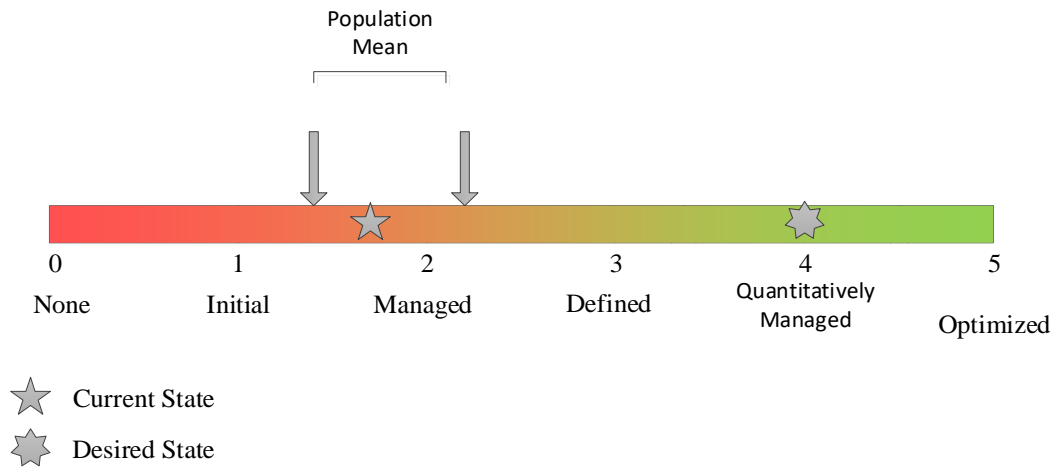 Population
Mean
0 1 2 3 4 5
None Initial Managed Defined Quantitatively
Managed
Optimized
Current State
Desired State